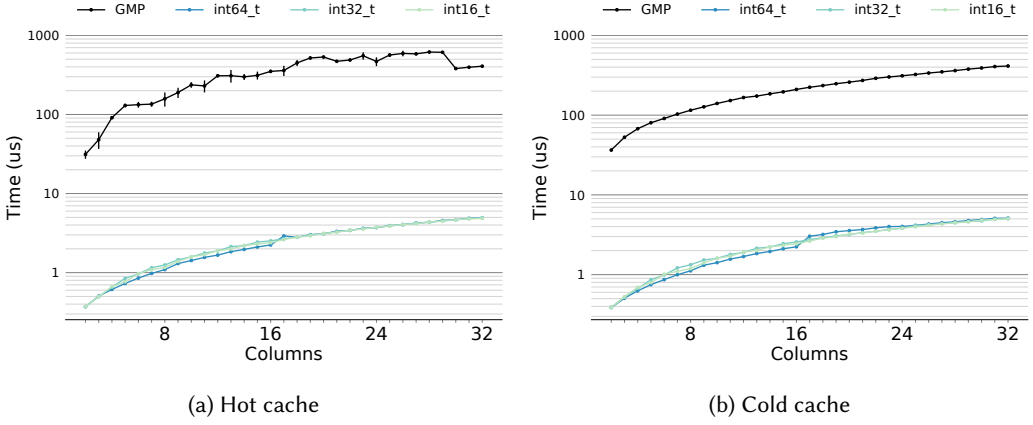 GMP int64_t int32_t int16_t
1000
100
10
1
Time (us)
8 16 24 32
Columns
(a) Hot cache
GMP int64_t int32_t int16_t
1000
100
10
1
Time (us)
8 16 24 32
Columns
(b) Cold cache